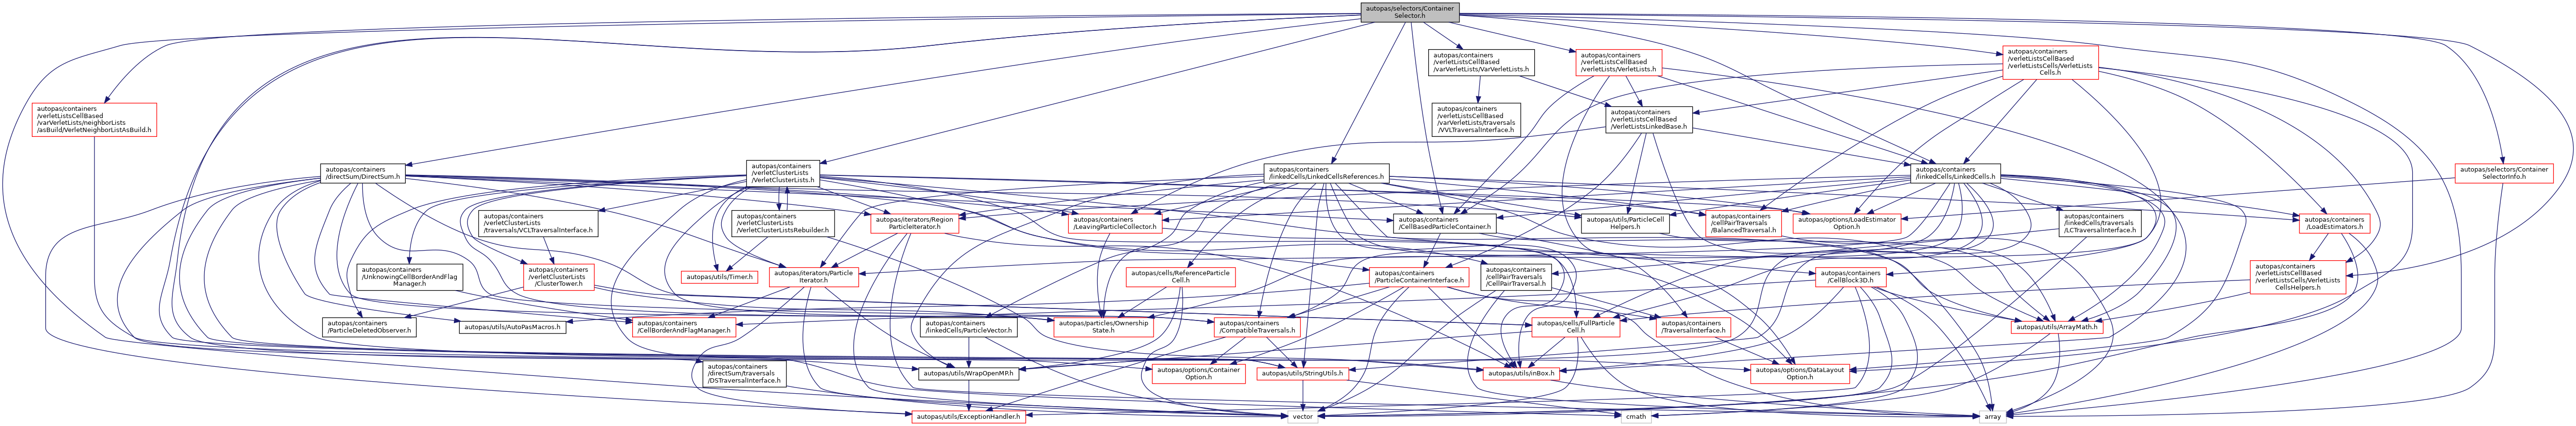 autopas/selectors/Container
Selector.h
autopas/containers
/verletListsCellBased
/varVerletLists/VarVerletLists.h
autopas/containers
/verletListsCellBased
/verletLists/VerletLists.h
autopas/containers
/verletListsCellBased
/verletListsCells/VerletLists
Cells.h
autopas/containers
/verletListsCellBased
/varVerletLists/neighborLists
/asBuild/VerletNeighborListAsBuild.h
autopas/containers
/verletListsCellBased
/varVerletLists/traversals
/VVLTraversalInterface.h
autopas/containers
/verletListsCellBased
/VerletListsLinkedBase.h
autopas/containers
/directSum/DirectSum.h
autopas/containers
/verletClusterLists
/VerletClusterLists.h
autopas/containers
/linkedCells/LinkedCellsReferences.h
autopas/containers
/linkedCells/LinkedCells.h
autopas/selectors/Container
SelectorInfo.h
autopas/containers
/verletClusterLists
/traversals/VCLTraversalInterface.h
autopas/containers
/verletClusterLists
/VerletClusterListsRebuilder.h
autopas/iterators/Region
ParticleIterator.h
autopas/containers
/LeavingParticleCollector.h
autopas/containers
/CellBasedParticleContainer.h
autopas/utils/ParticleCell
Helpers.h
autopas/containers
/cellPairTraversals
/BalancedTraversal.h
autopas/options/LoadEstimator
Option.h
autopas/containers
/linkedCells/traversals
/LCTraversalInterface.h
autopas/containers
/LoadEstimators.h
autopas/containers
/UnknowingCellBorderAndFlag
Manager.h
autopas/containers
/verletClusterLists
/ClusterTower.h
autopas/utils/Timer.h
autopas/iterators/Particle
Iterator.h
autopas/cells/ReferenceParticle
Cell.h
autopas/containers
/ParticleContainerInterface.h
autopas/containers
/cellPairTraversals
/CellPairTraversal.h
autopas/containers
/CellBlock3D.h
autopas/containers
/verletListsCellBased
/verletListsCells/VerletLists
CellsHelpers.h
autopas/containers
/ParticleDeletedObserver.h
autopas/utils/AutoPasMacros.h
autopas/containers
/CellBorderAndFlagManager.h
autopas/containers
/linkedCells/ParticleVector.h
autopas/particles/Ownership
State.h
autopas/containers
/CompatibleTraversals.h
autopas/cells/FullParticle
Cell.h
autopas/containers
/TraversalInterface.h
autopas/utils/ArrayMath.h
autopas/containers
/directSum/traversals
/DSTraversalInterface.h
autopas/utils/WrapOpenMP.h
autopas/options/Container
Option.h
autopas/utils/StringUtils.h
autopas/utils/inBox.h
autopas/options/DataLayout
Option.h
autopas/utils/ExceptionHandler.h
vector
cmath
array